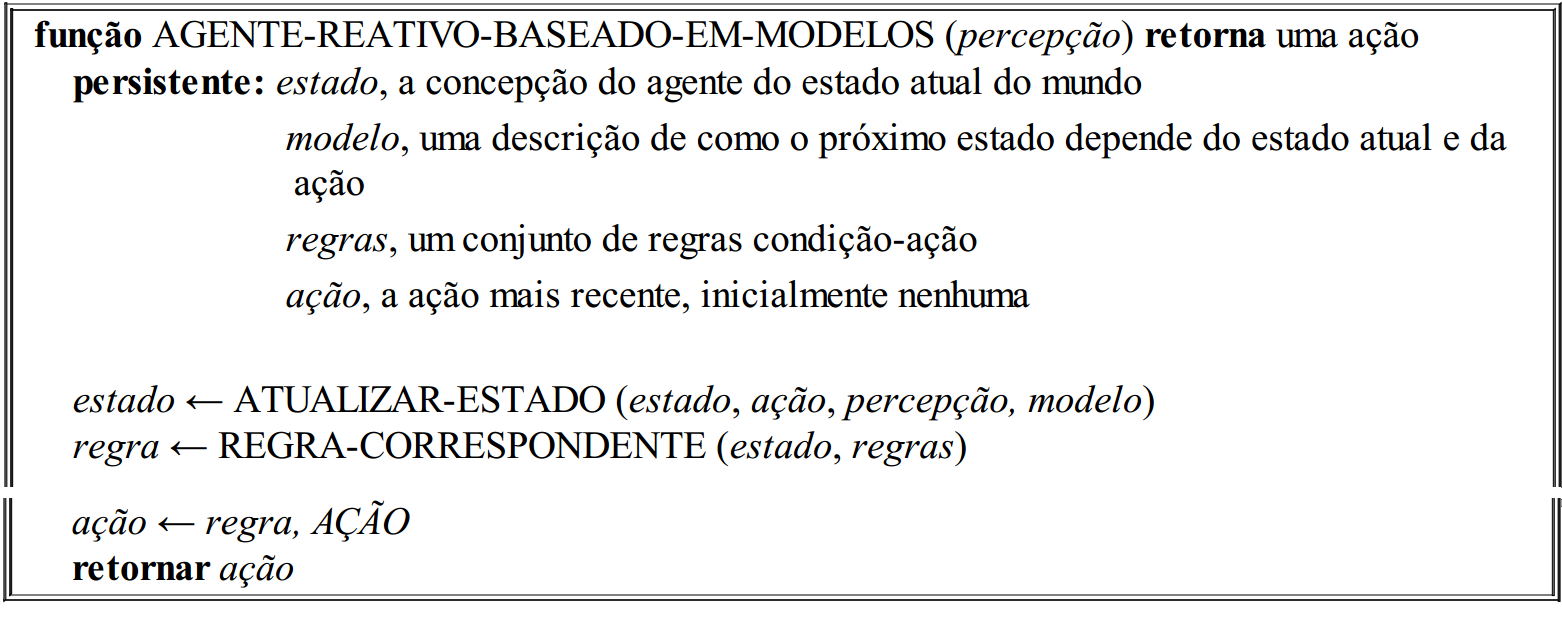 função AGENTE-REATIVO-BASEADO-EM-MODELOS (percepção) retorna uma ação
persistente: estado, a concepção do agente do estado atual do mundo
modelo, uma descrição de como o próximo estado depende do estado atual e da
ação
regras, um conjunto de regras condição-ação
ação, a ação mais recente, inicialmente nenhuma
estado ← ATUALIZAR-ESTADO (estado, ação, percepção, modelo)
regra ← REGRA-CORRESPONDENTE (estado, regras)
ação ← regra, AÇÃO
retornar ação